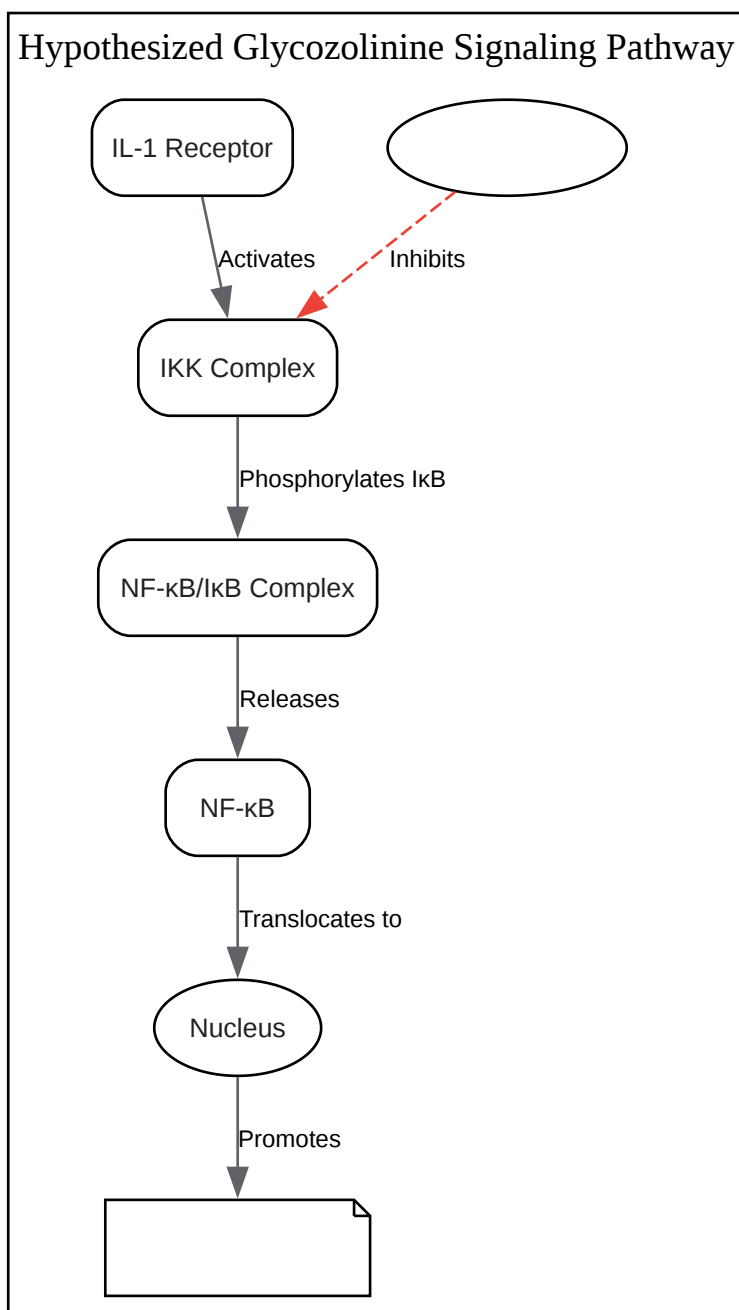 Hypothesized Glycozolinine Signaling Pathway
IL-1 Receptor
Activates
Inhibits
IKK Complex
Phosphorylates IκB
NF-κB/IκB Complex
Releases
NF-κB
Translocates to
Nucleus
Promotes